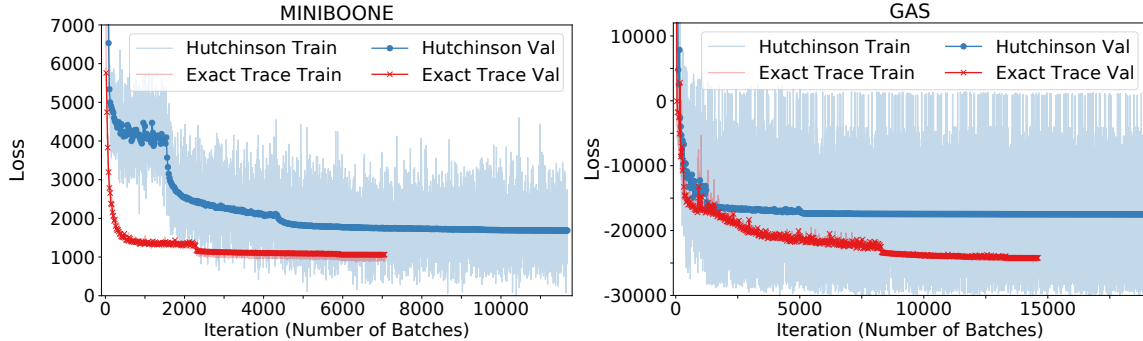 MINIBOONE
7000
6000
5000
4000
3000
2000
1000
0
Loss
Hutchinson Train
Exact Trace Train
Hutchinson Val
Exact Trace Val
0 2000 4000 6000 8000 10000
Iteration (Number of Batches)
GAS
10000
0
-10000
-20000
-30000
Loss
Hutchinson Train
Exact Trace Train
Hutchinson Val
Exact Trace Val
0 5000 10000 15000
Iteration (Number of Batches)